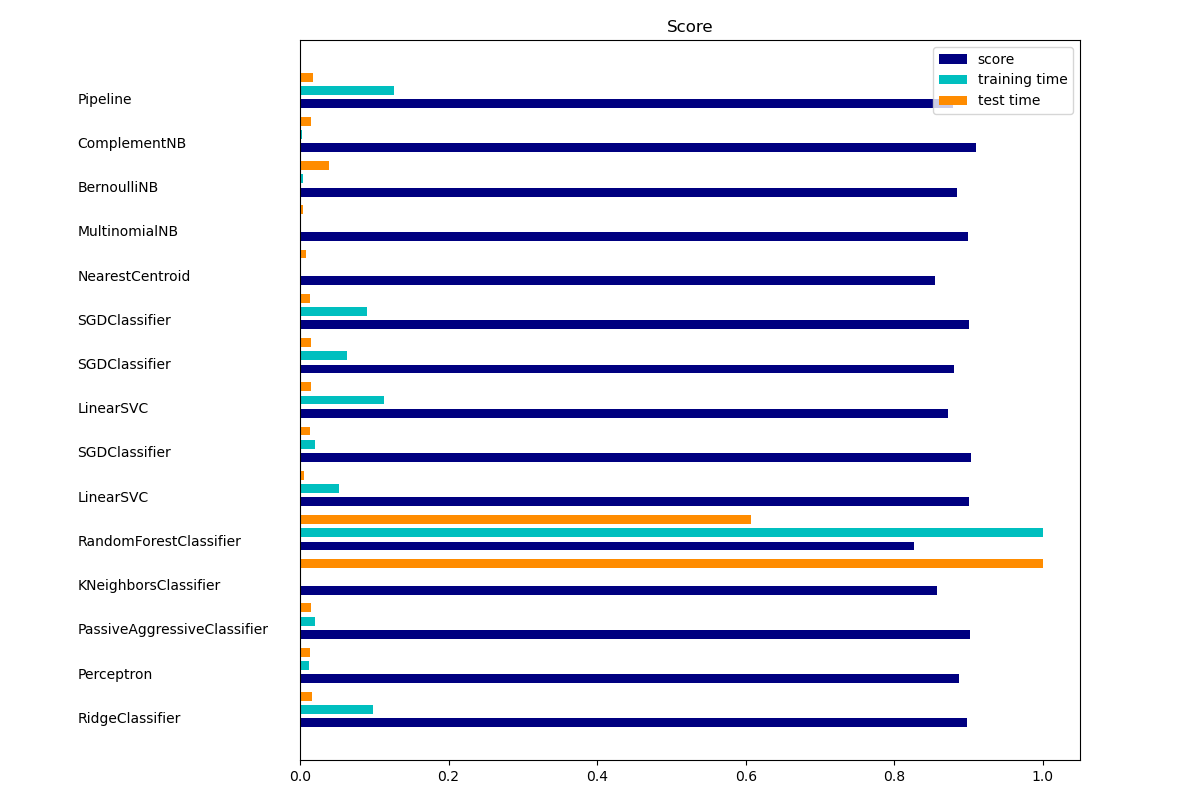 Score
score
training time
test time
Pipeline
ComplementNB
BernoulliNB
MultinomialNB
NearestCentroid
SGDClassifier
SGDClassifier
LinearSVC
SGDClassifier
LinearSVC
RandomForestClassifier
KNeighborsClassifier
PassiveAggressiveClassifier
Perceptron
RidgeClassifier
0.0 0.2 0.4 0.6 0.8 1.0